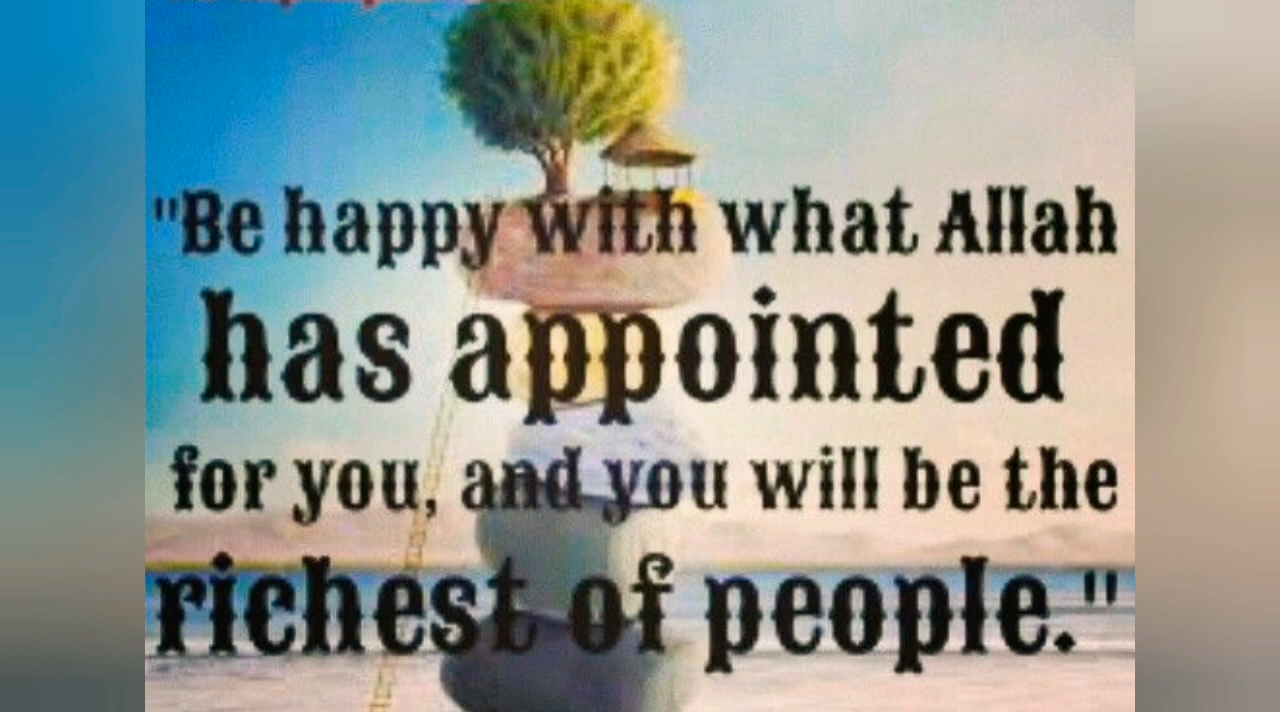 "Be happy with what Allah
has appointed
for you, and you will be the
richest of people."